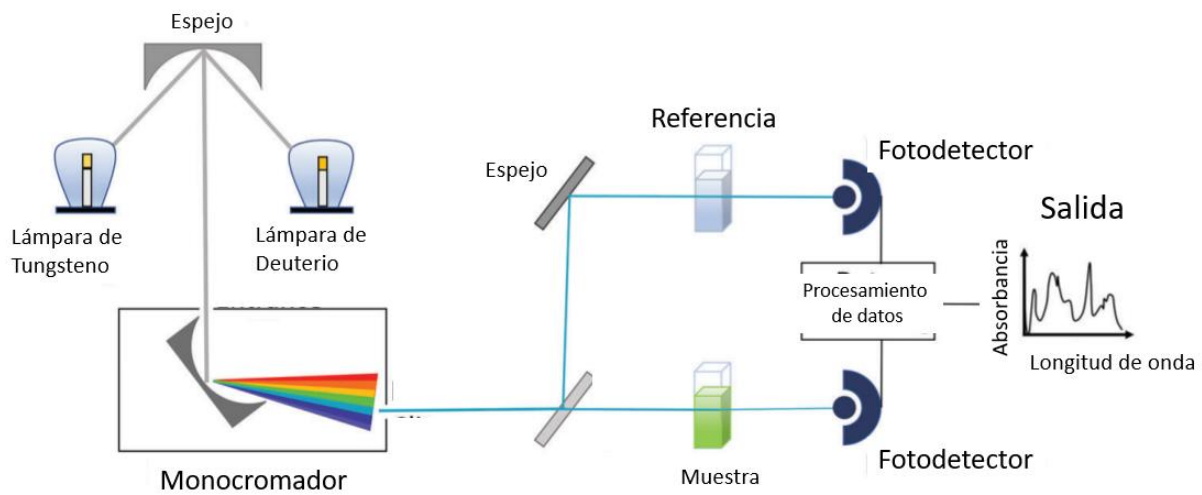 Espejo
Lámpara de
Tungsteno
Lámpara de
Deuterio
Monocromador
Espejo
Referencia
Muestra
Fotodetector
Fotodetector
Procesamiento
de datos
Salida
Absorbancia
Longitud de onda